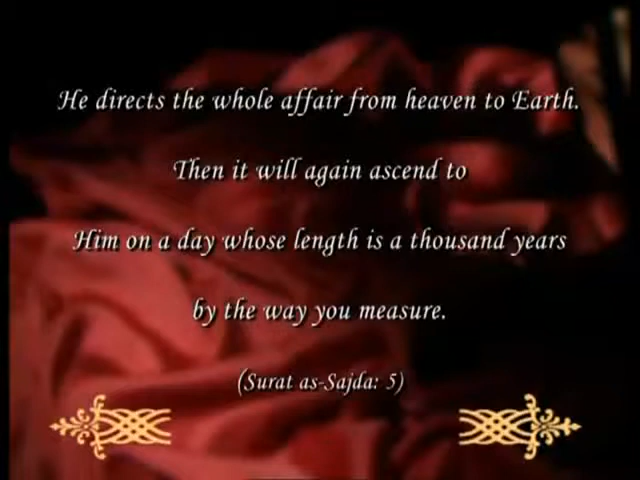 He directs the whole affair from heaven to Earth.
Then it will again ascend to
Him on a day whose length is a thousand years
by the way you measure.
(Surat as-Sajda: 5)